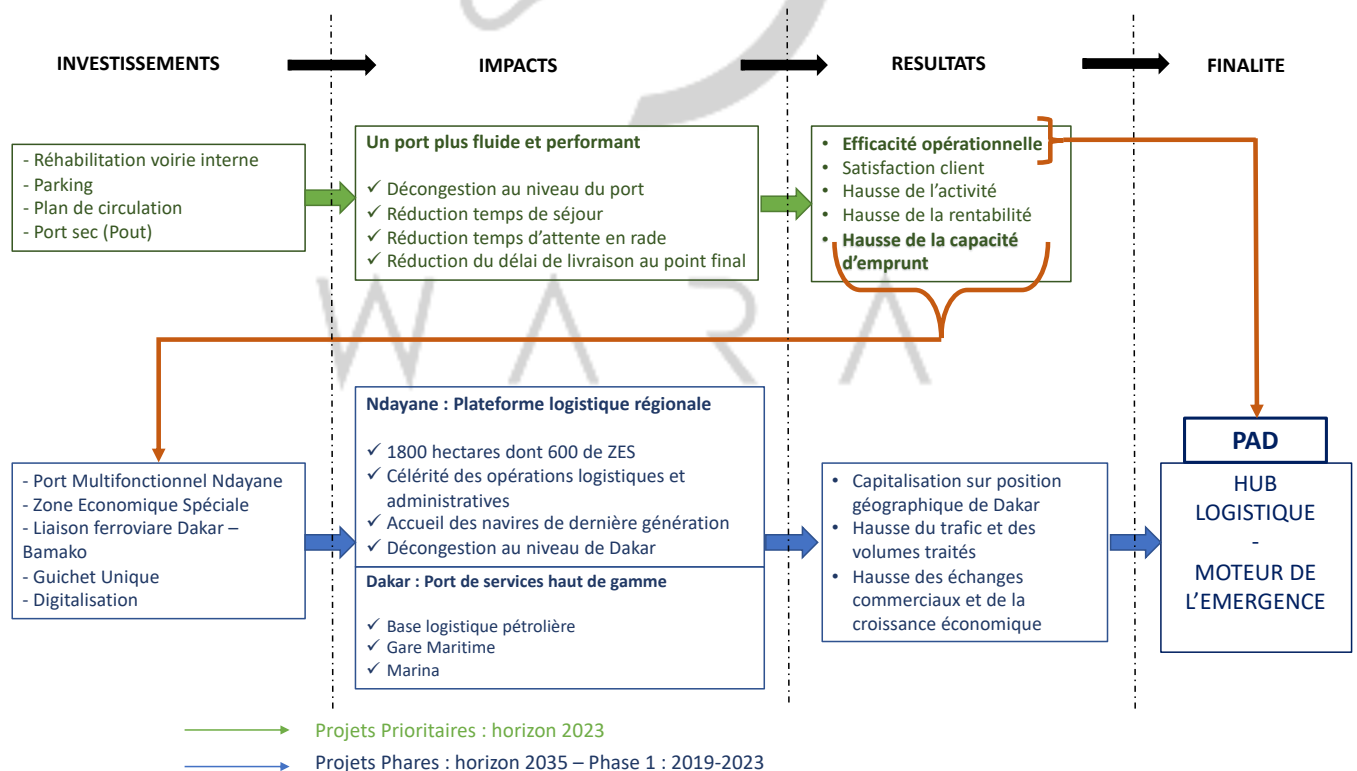 INVESTISSEMENTS
IMPACTS
RESULTATS
FINALITE
- Réhabilitation voirie interne
- Parking
- Plan de circulation
- Port sec (Pout)
Un port plus fluide et performant
✓ Décongestion au niveau du port
✓ Réduction temps de séjour
✓ Réduction temps d'attente en rade
✓ Réduction du délai de livraison au point final
• Efficacité opérationnelle
• Satisfaction client
• Hausse de l'activité
• Hausse de la rentabilité
• Hausse de la capacité
d'emprunt
WARA
- Port Multifonctionnel Ndayane
- Zone Economique Spéciale
- Liaison ferroviare Dakar –
Bamako
- Guichet Unique
- Digitalisation
Ndayane : Plateforme logistique régionale
✓ 1800 hectares dont 600 de ZES
✓ Célérité des opérations logistiques et
administratives
✓ Accueil des navires de dernière génération
✓ Décongestion au niveau de Dakar
Dakar : Port de services haut de gamme
✓ Base logistique pétrolière
✓ Gare Maritime
✓ Marina
• Capitalisation sur position
géographique de Dakar
• Hausse du trafic et des
volumes traités
• Hausse des échanges
commerciaux et de la
croissance économique
PAD
HUB
LOGISTIQUE
-
MOTEUR DE
L'EMERGENCE
Projets Prioritaires : horizon 2023
Projets Phares : horizon 2035 – Phase 1 : 2019-2023